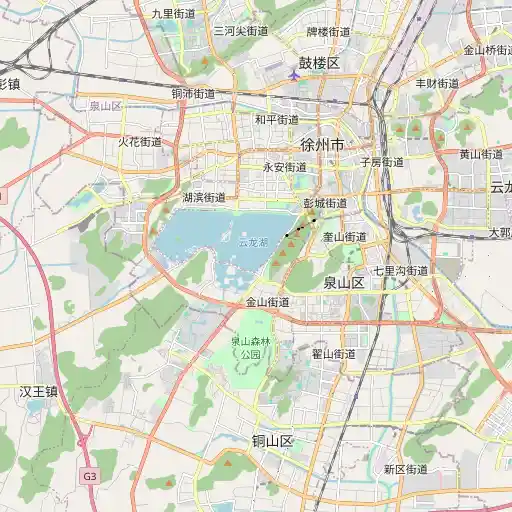 九里街道
三河尖街道
牌楼街道
金山桥街道
鼓楼区
彭镇
丰财街道
铜沛街道
泉山区
和平街道
火花街道
徐州市
黄山街道
子房街道
永安街道
云龙
湖滨街道
彭城街道
大郭
奎山街道
云龙湖
七里沟街道
泉山区
金山街道
泉山森林
公园
翟山街道
汉王镇
铜山区
新区街道
G3